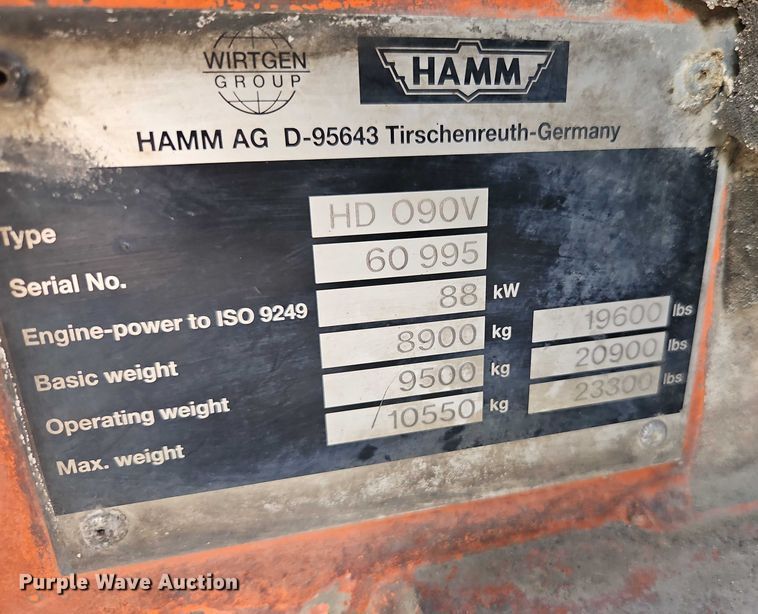 WIRTGEN
GROUP
HAMM
HAMM AG D-95643 Tirschenreuth-Germany
Type HD 090V
Serial No. 60 995
Engine-power to ISO 9249 88 kW
Basic weight 8900 kg 19600 lbs
Operating weight 9500 kg 20900 lbs
Max. weight 10550 kg 23300 lbs
Purple Wave Auction